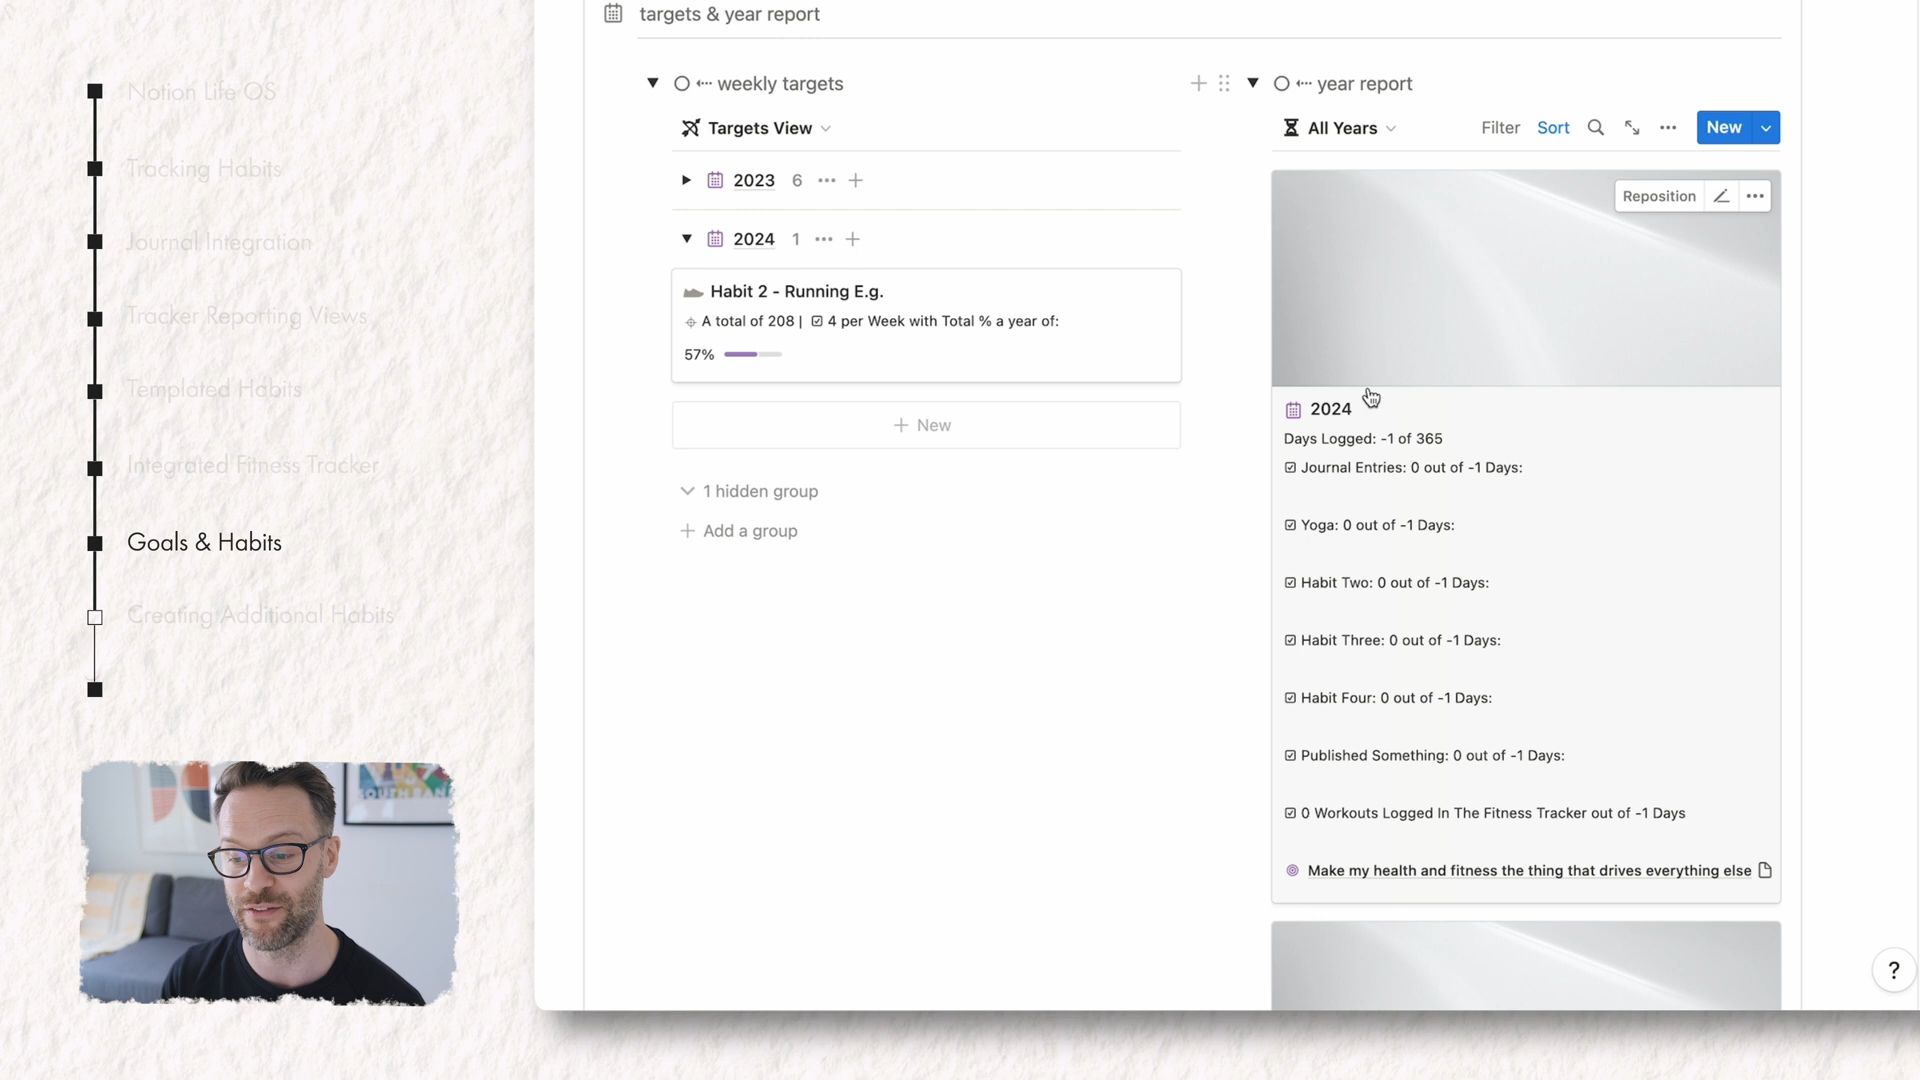 Notion Life OS
Tracking Habits
Journal Integration
Tracker Reporting Views
Templated Habits
Integrated Fitness Tracker
Goals & Habits
Creating Additional Habits
targets & year report
weekly targets
Targets View
2023 6
2024 1
Habit 2 - Running E.g.
A total of 208 | 4 per Week with Total % a year of:
57%
+ New
1 hidden group
+ Add a group
year report
All Years
Filter Sort New
Reposition
2024
Days Logged: -1 of 365
Journal Entries: 0 out of -1 Days:
Yoga: 0 out of -1 Days:
Habit Two: 0 out of -1 Days:
Habit Three: 0 out of -1 Days:
Habit Four: 0 out of -1 Days:
Published Something: 0 out of -1 Days:
0 Workouts Logged In The Fitness Tracker out of -1 Days
Make my health and fitness the thing that drives everything else
?